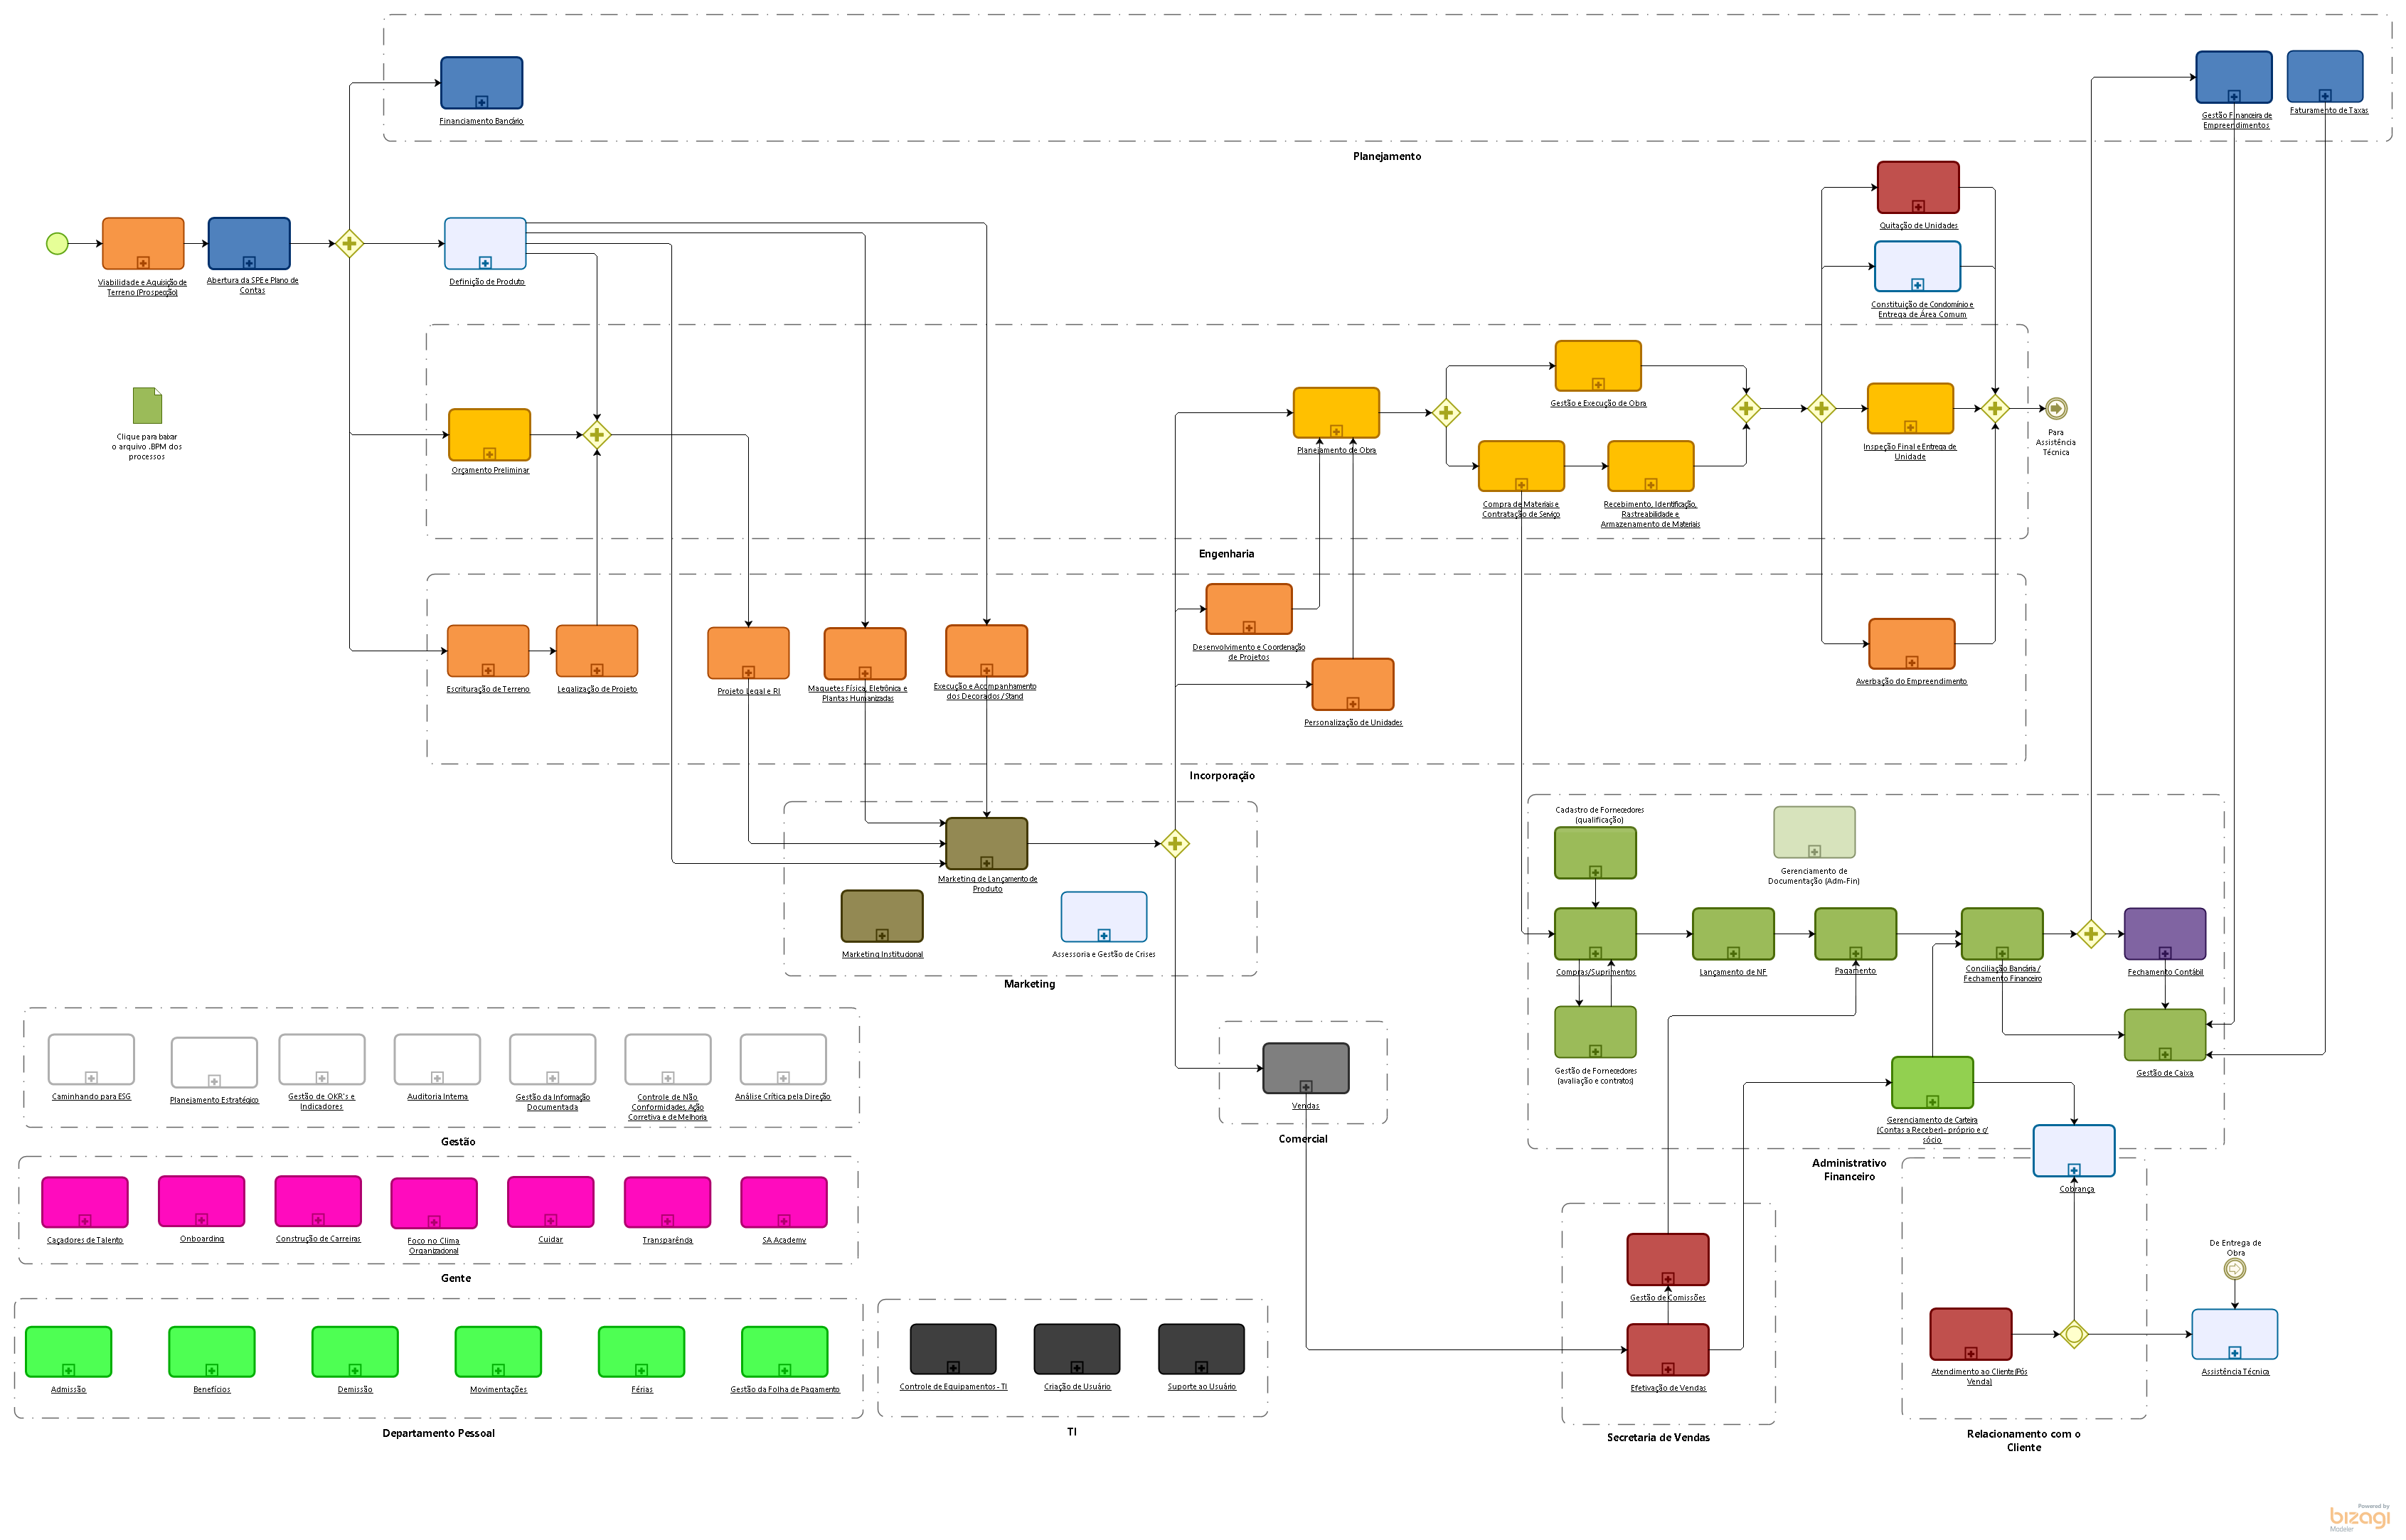 Financiamento Bancário
Gestão Financeira de
Empreendimentos
Faturamento de Taxas
Planejamento
Quitação de Unidades
Viabilidade e Aquisição de
Terreno (Prospecção)
Abertura da SPE e Plano de
Contas
Definição de Produto
Constituição de Condomínio e
Entrega de Área Comum
Clique para baixar
o arquivo .BPM dos
processos
Orçamento Preliminar
Planejamento de Obra
Gestão e Execução de Obra
Compra de Materiais e
Contratação de Serviço
Recebimento, Identificação,
Rastreabilidade e
Armazenamento de Materiais
Inspeção Final e Entrega de
Unidade
Para
Assistência
Técnica
Engenharia
Escrituração de Terreno
Legalização de Projeto
Projeto Legal e RI
Maquetes Física, Eletrônica e
Plantas Humanizadas
Execução e Acompanhamento
dos Decorados / Stand
Desenvolvimento e Coordenação
de Projetos
Personalização de Unidades
Averbação do Empreendimento
Incorporação
Marketing de Lançamento de
Produto
Marketing Institucional
Assessoria e Gestão de Crises
Marketing
Cadastro de Fornecedores
(qualificação)
Gerenciamento de
Documentação (Adm-Fin)
Compras/Suprimentos
Lançamento de NF
Pagamento
Conciliação Bancária /
Fechamento Financeiro
Fechamento Contábil
Gestão de Fornecedores
(avaliação e contratos)
Gestão de Caixa
Gerenciamento de Carteira
(Contas a Receber) - próprio e c/
sócio
Administrativo
Financeiro
Caminhando para ESG
Planejamento Estratégico
Gestão de OKR's e
Indicadores
Auditoria Interna
Gestão da Informação
Documentada
Controle de Não
Conformidades, Ação
Corretiva e de Melhoria
Análise Crítica pela Direção
Gestão
Vendas
Comercial
Cobrança
Caçadores de Talento
Onboarding
Construção de Carreiras
Foco no Clima
Organizacional
Cuidar
Transparência
SA Academy
Gente
Gestão de Comissões
Efetivação de Vendas
Secretaria de Vendas
De Entrega de
Obra
Atendimento ao Cliente(Pós
Venda)
Assistência Técnica
Relacionamento com o
Cliente
Admissão
Benefícios
Demissão
Movimentações
Férias
Gestão da Folha de Pagamento
Departamento Pessoal
Controle de Equipamentos - TI
Criação de Usuário
Suporte ao Usuário
TI
Powered by
bizagi
Modeler